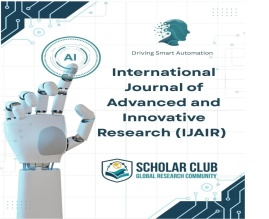 Driving Smart Automation
AI
International
Journal of
Advanced and
Innovative
Research (IJAIR)
SCHOLAR CLUB
GLOBAL RESEARCH COMMUNITY